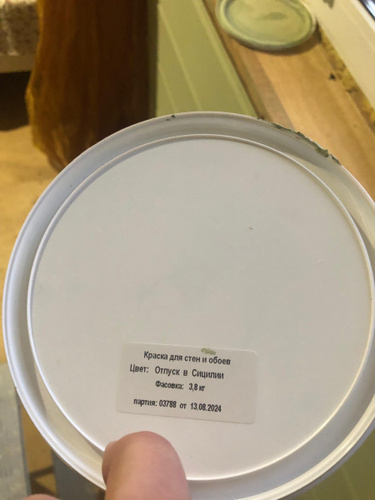 Краска для стен и обоев
Цвет: Отпуск в Сицилии
Фасовка: 3,8 кг
партия: 03788 от 13.08.2024